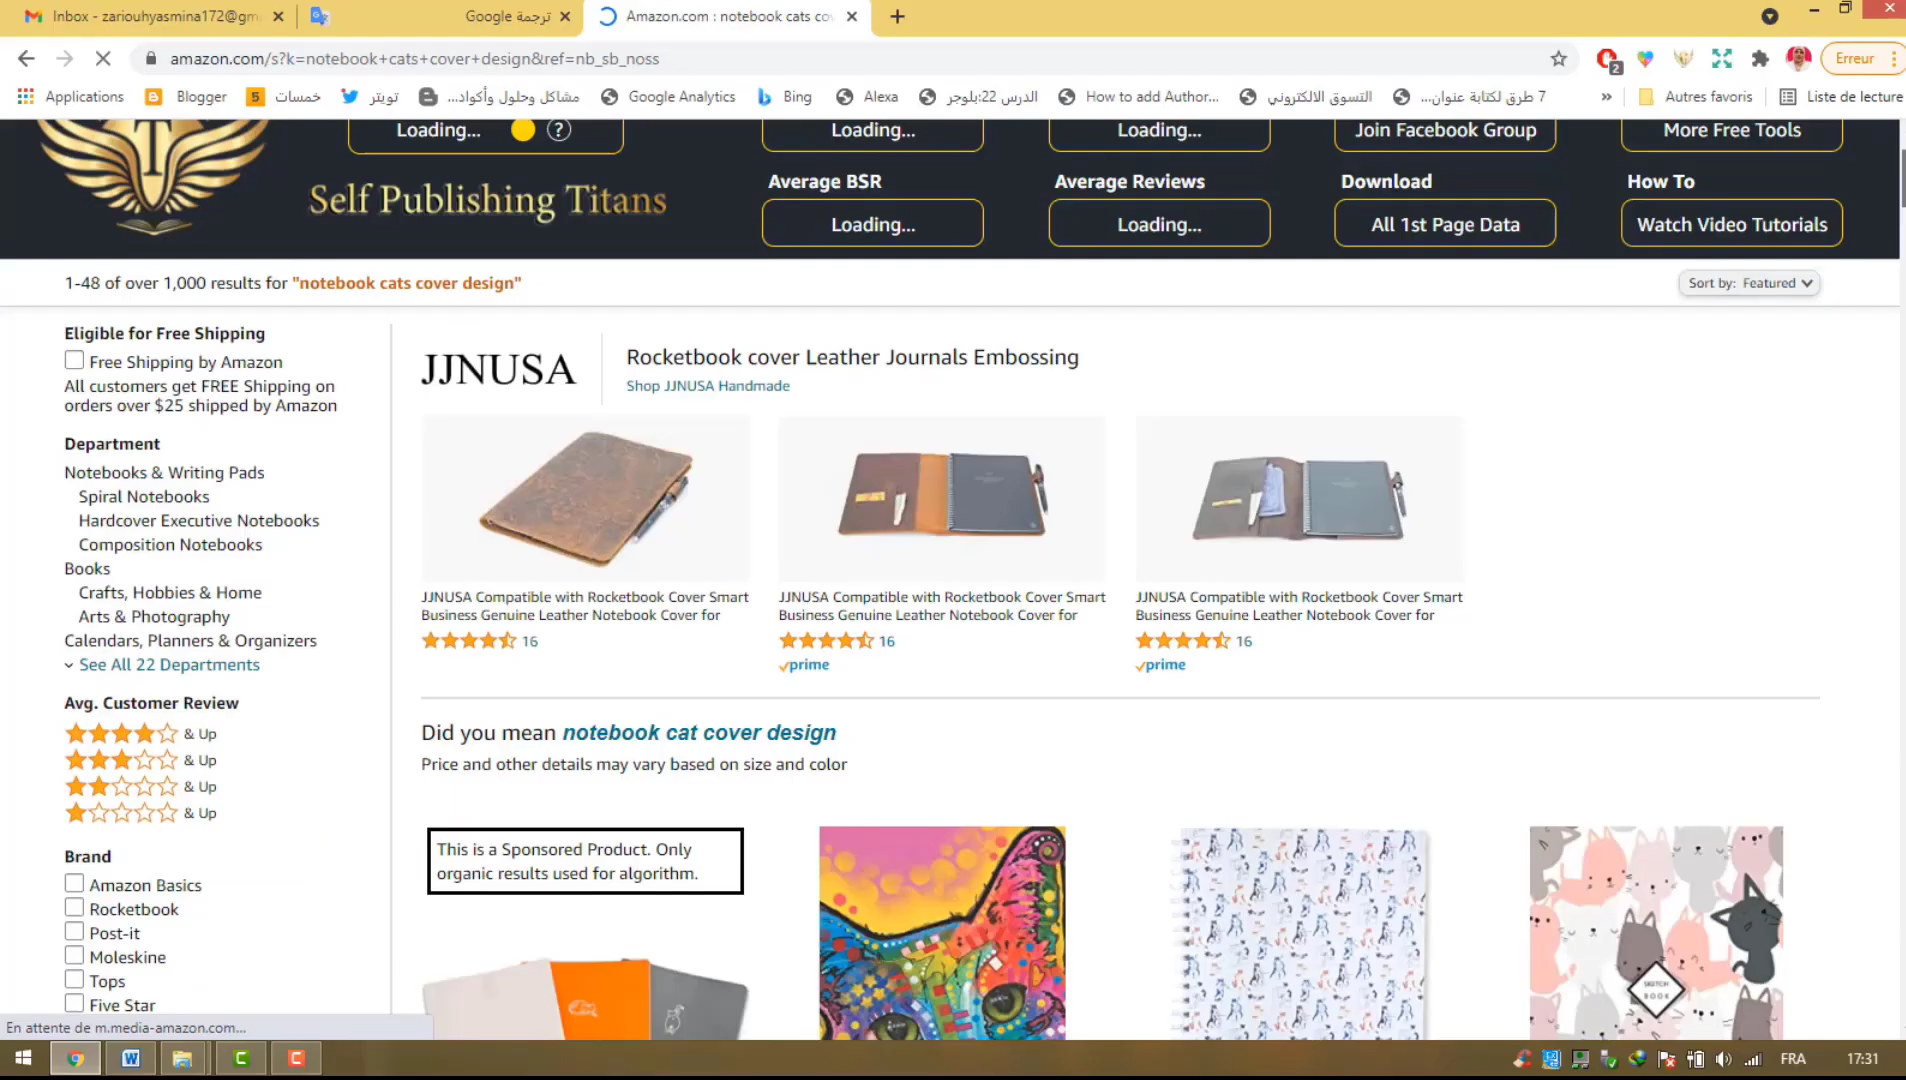 Inbox - zariouhyasmina172@gm
ترجمة Google
Amazon.com : notebook cats cov
amazon.com/s?k=notebook+cats+cover+design&ref=nb_sb_noss
2
Erreur
Applications
Blogger
5 خمسات
تويتر
مشاكل وحلول وأكواد...
Google Analytics
Bing
Alexa
الدرس 22:بلوجر
How to add Author...
التسوق الالكتروني
7 طرق لكتابة عنوان...
»
Autres favoris
Liste de lecture
T
Loading...
?
Loading...
Loading...
Join Facebook Group
More Free Tools
Self Publishing Titans
Average BSR
Average Reviews
Download
How To
Loading...
Loading...
All 1st Page Data
Watch Video Tutorials
1-48 of over 1,000 results for "notebook cats cover design"
Sort by: Featured
Eligible for Free Shipping
Free Shipping by Amazon
All customers get FREE Shipping on
orders over $25 shipped by Amazon
Department
Notebooks & Writing Pads
Spiral Notebooks
Hardcover Executive Notebooks
Composition Notebooks
Books
Crafts, Hobbies & Home
Arts & Photography
Calendars, Planners & Organizers
See All 22 Departments
Avg. Customer Review
& Up
& Up
& Up
& Up
Brand
Amazon Basics
Rocketbook
Post-it
Moleskine
Tops
Five Star
JJNUSA
Rocketbook cover Leather Journals Embossing
Shop JJNUSA Handmade
JJNUSA Compatible with Rocketbook Cover Smart
Business Genuine Leather Notebook Cover for
16
JJNUSA Compatible with Rocketbook Cover Smart
Business Genuine Leather Notebook Cover for
16
prime
JJNUSA Compatible with Rocketbook Cover Smart
Business Genuine Leather Notebook Cover for
16
prime
Did you mean notebook cat cover design
Price and other details may vary based on size and color
This is a Sponsored Product. Only
organic results used for algorithm.
SKETCH
BOOK
En attente de m.media-amazon.com...
FRA
17:31